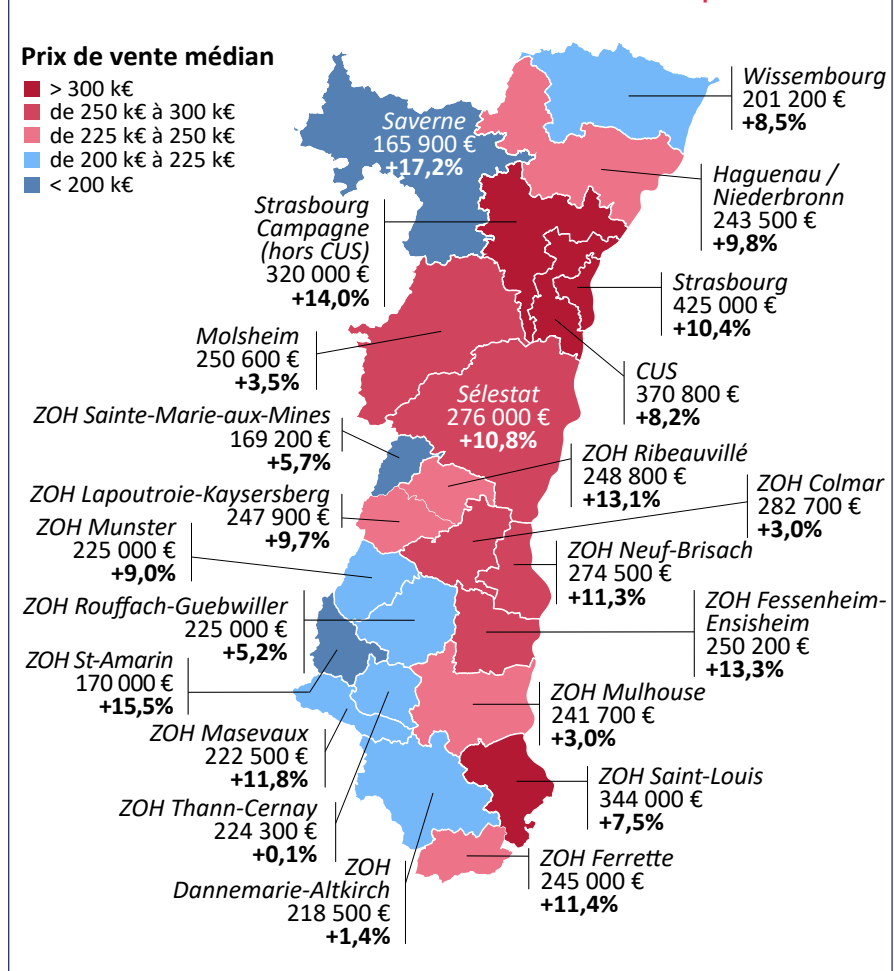 Prix de vente médian
> 300 k€
de 250 k€ à 300 k€
de 225 k€ à 250 k€
de 200 k€ à 225 k€
< 200 k€
Wissembourg
201 200 €
+8,5%
Saverne
165 900 €
+17,2%
Haguenau /
Niederbronn
243 500 €
+9,8%
Strasbourg
Campagne
(hors CUS)
320 000 €
+14,0%
Strasbourg
425 000 €
+10,4%
Molsheim
250 600 €
+3,5%
CUS
370 800 €
+8,2%
Sélestat
276 000 €
+10,8%
ZOH Sainte-Marie-aux-Mines
169 200 €
+5,7%
ZOH Ribeauvillé
248 800 €
+13,1%
ZOH Colmar
282 700 €
+3,0%
ZOH Lapoutroie-Kaysersberg
247 900 €
+9,7%
ZOH Munster
225 000 €
+9,0%
ZOH Neuf-Brisach
274 500 €
+11,3%
ZOH Rouffach-Guebwiller
225 000 €
+5,2%
ZOH Fessenheim-
Ensisheim
250 200 €
+13,3%
ZOH St-Amarin
170 000 €
+15,5%
ZOH Mulhouse
241 700 €
+3,0%
ZOH Masevaux
222 500 €
+11,8%
ZOH Saint-Louis
344 000 €
+7,5%
ZOH Thann-Cernay
224 300 €
+0,1%
ZOH Ferrette
245 000 €
+11,4%
ZOH
Dannemarie-Altkirch
218 500 €
+1,4%